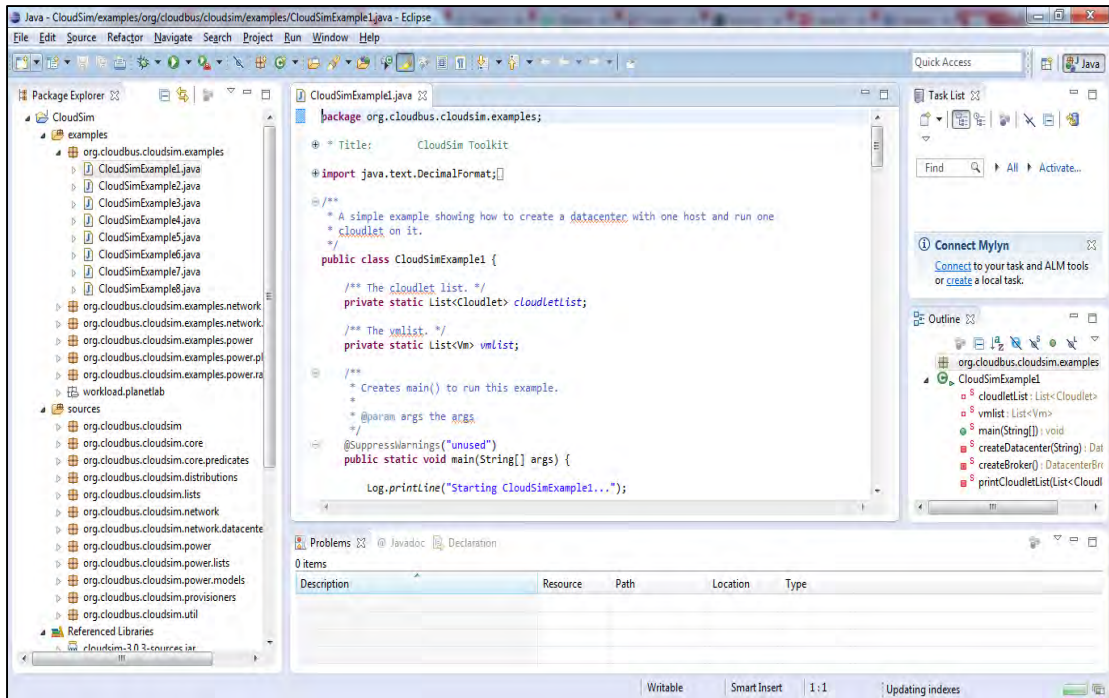 Java - CloudSim/examples/org/cloudbus/cloudsim/examples/CloudSimExample1.java - Eclipse
File Edit Source Refactor Navigate Search Project Run Window Help
Quick Access
Java
Package Explorer
CloudSim
examples
org.cloudbus.cloudsim.examples
CloudSimExample1.java
CloudSimExample2.java
CloudSimExample3.java
CloudSimExample4.java
CloudSimExample5.java
CloudSimExample6.java
CloudSimExample7.java
CloudSimExample8.java
org.cloudbus.cloudsim.examples.network
org.cloudbus.cloudsim.examples.network.
org.cloudbus.cloudsim.examples.power
org.cloudbus.cloudsim.examples.power.pl
org.cloudbus.cloudsim.examples.power.ra
workload.planetlab
sources
org.cloudbus.cloudsim
org.cloudbus.cloudsim.core
org.cloudbus.cloudsim.core.predicates
org.cloudbus.cloudsim.distributions
org.cloudbus.cloudsim.lists
org.cloudbus.cloudsim.network
org.cloudbus.cloudsim.network.datacente
org.cloudbus.cloudsim.power
org.cloudbus.cloudsim.power.lists
org.cloudbus.cloudsim.power.models
org.cloudbus.cloudsim.provisioners
org.cloudbus.cloudsim.util
Referenced Libraries
cloudsim-3.0.3-sources.jar
CloudSimExample1.java
package org.cloudbus.cloudsim.examples;
* Title: CloudSim Toolkit
import java.text.DecimalFormat;
/**
* A simple example showing how to create a datacenter with one host and run one
* cloudlet on it.
*/
public class CloudSimExample1 {
/** The cloudlet list. */
private static List<Cloudlet> cloudletList;
/** The vmlist. */
private static List<Vm> vmlist;
/**
* Creates main() to run this example.
*
* @param args the args
*/
@SuppressWarnings("unused")
public static void main(String[] args) {
Log.printLine("Starting CloudSimExample1...");
Task List
Find All Activate...
Connect Mylyn
Connect to your task and ALM tools
or create a local task.
Outline
org.cloudbus.cloudsim.examples
CloudSimExample1
cloudletList : List<Cloudlet>
vmlist : List<Vm>
main(String[]) : void
createDatacenter(String) : Dat
createBroker() : DatacenterBro
printCloudletList(List<Cloudl
Problems @ Javadoc Declaration
0 items
Description Resource Path Location Type
Writable Smart Insert 1 : 1 Updating indexes